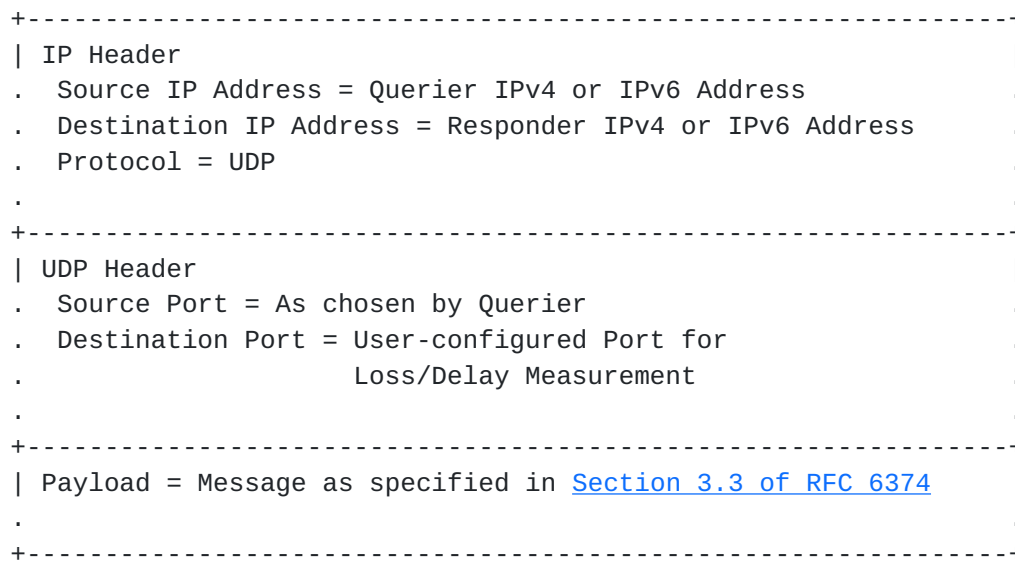 +---------------------------------------------------------------
| IP Header
.  Source IP Address = Querier IPv4 or IPv6 Address            .
.  Destination IP Address = Responder IPv4 or IPv6 Address     .
.  Protocol = UDP                                              .
.                                                              .
+---------------------------------------------------------------
| UDP Header
.  Source Port = As chosen by Querier                          .
.  Destination Port = User-configured Port for                 .
.                     Loss/Delay Measurement                   .
.                                                              .
+---------------------------------------------------------------
| Payload = Message as specified in Section 3.3 of RFC 6374
.                                                              .
+---------------------------------------------------------------